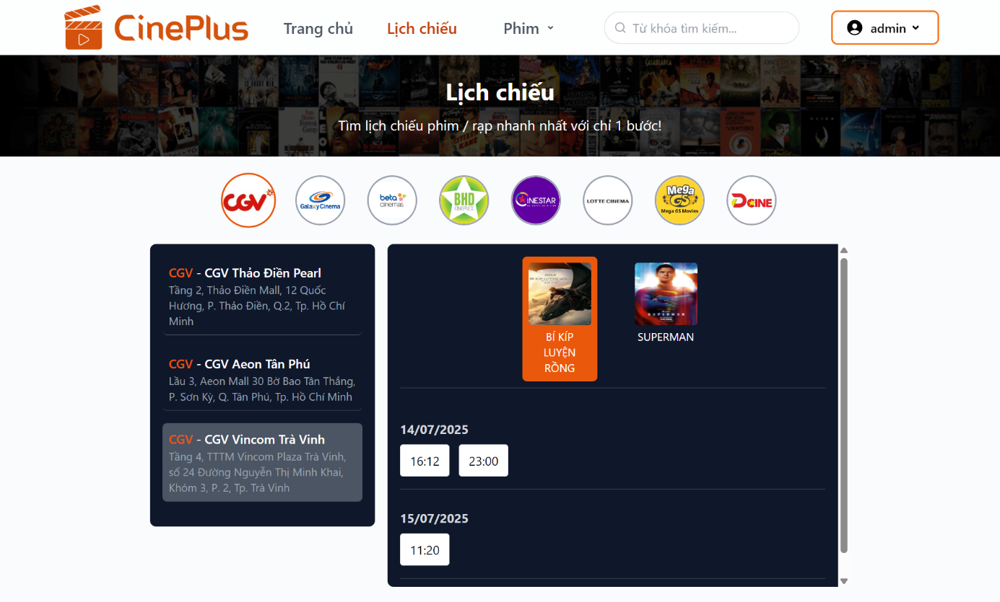 CinePlus
Trang chủ
Lịch chiếu
Phim
Từ khóa tìm kiếm...
admin
Lịch chiếu
Tìm lịch chiếu phim / rạp nhanh nhất với chỉ 1 bước!
CGV
Galaxy Cinema
beta cinemas
BHD
CINEPLEX
CINESTAR
LOTTE CINEMA
Mega
GS
Mega GS Movies
DCINE
CGV - CGV Thảo Điền Pearl
Tầng 2, Thảo Điền Mall, 12 Quốc
Hương, P. Thảo Điền, Q.2, Tp. Hồ Chí
Minh
CGV - CGV Aeon Tân Phú
Lầu 3, Aeon Mall 30 Bờ Bao Tân Thắng,
P. Sơn Kỳ, Q. Tân Phú, Tp. Hồ Chí Minh
CGV - CGV Vincom Trà Vinh
Tầng 4, TTTM Vincom Plaza Trà Vinh,
số 24 Đường Nguyễn Thị Minh Khai,
Khóm 3, P. 2, Tp. Trà Vinh
SUPERMAN
BÍ KÍP
LUYỆN
RỒNG
SUPERMAN
14/07/2025
16:12
23:00
15/07/2025
11:20